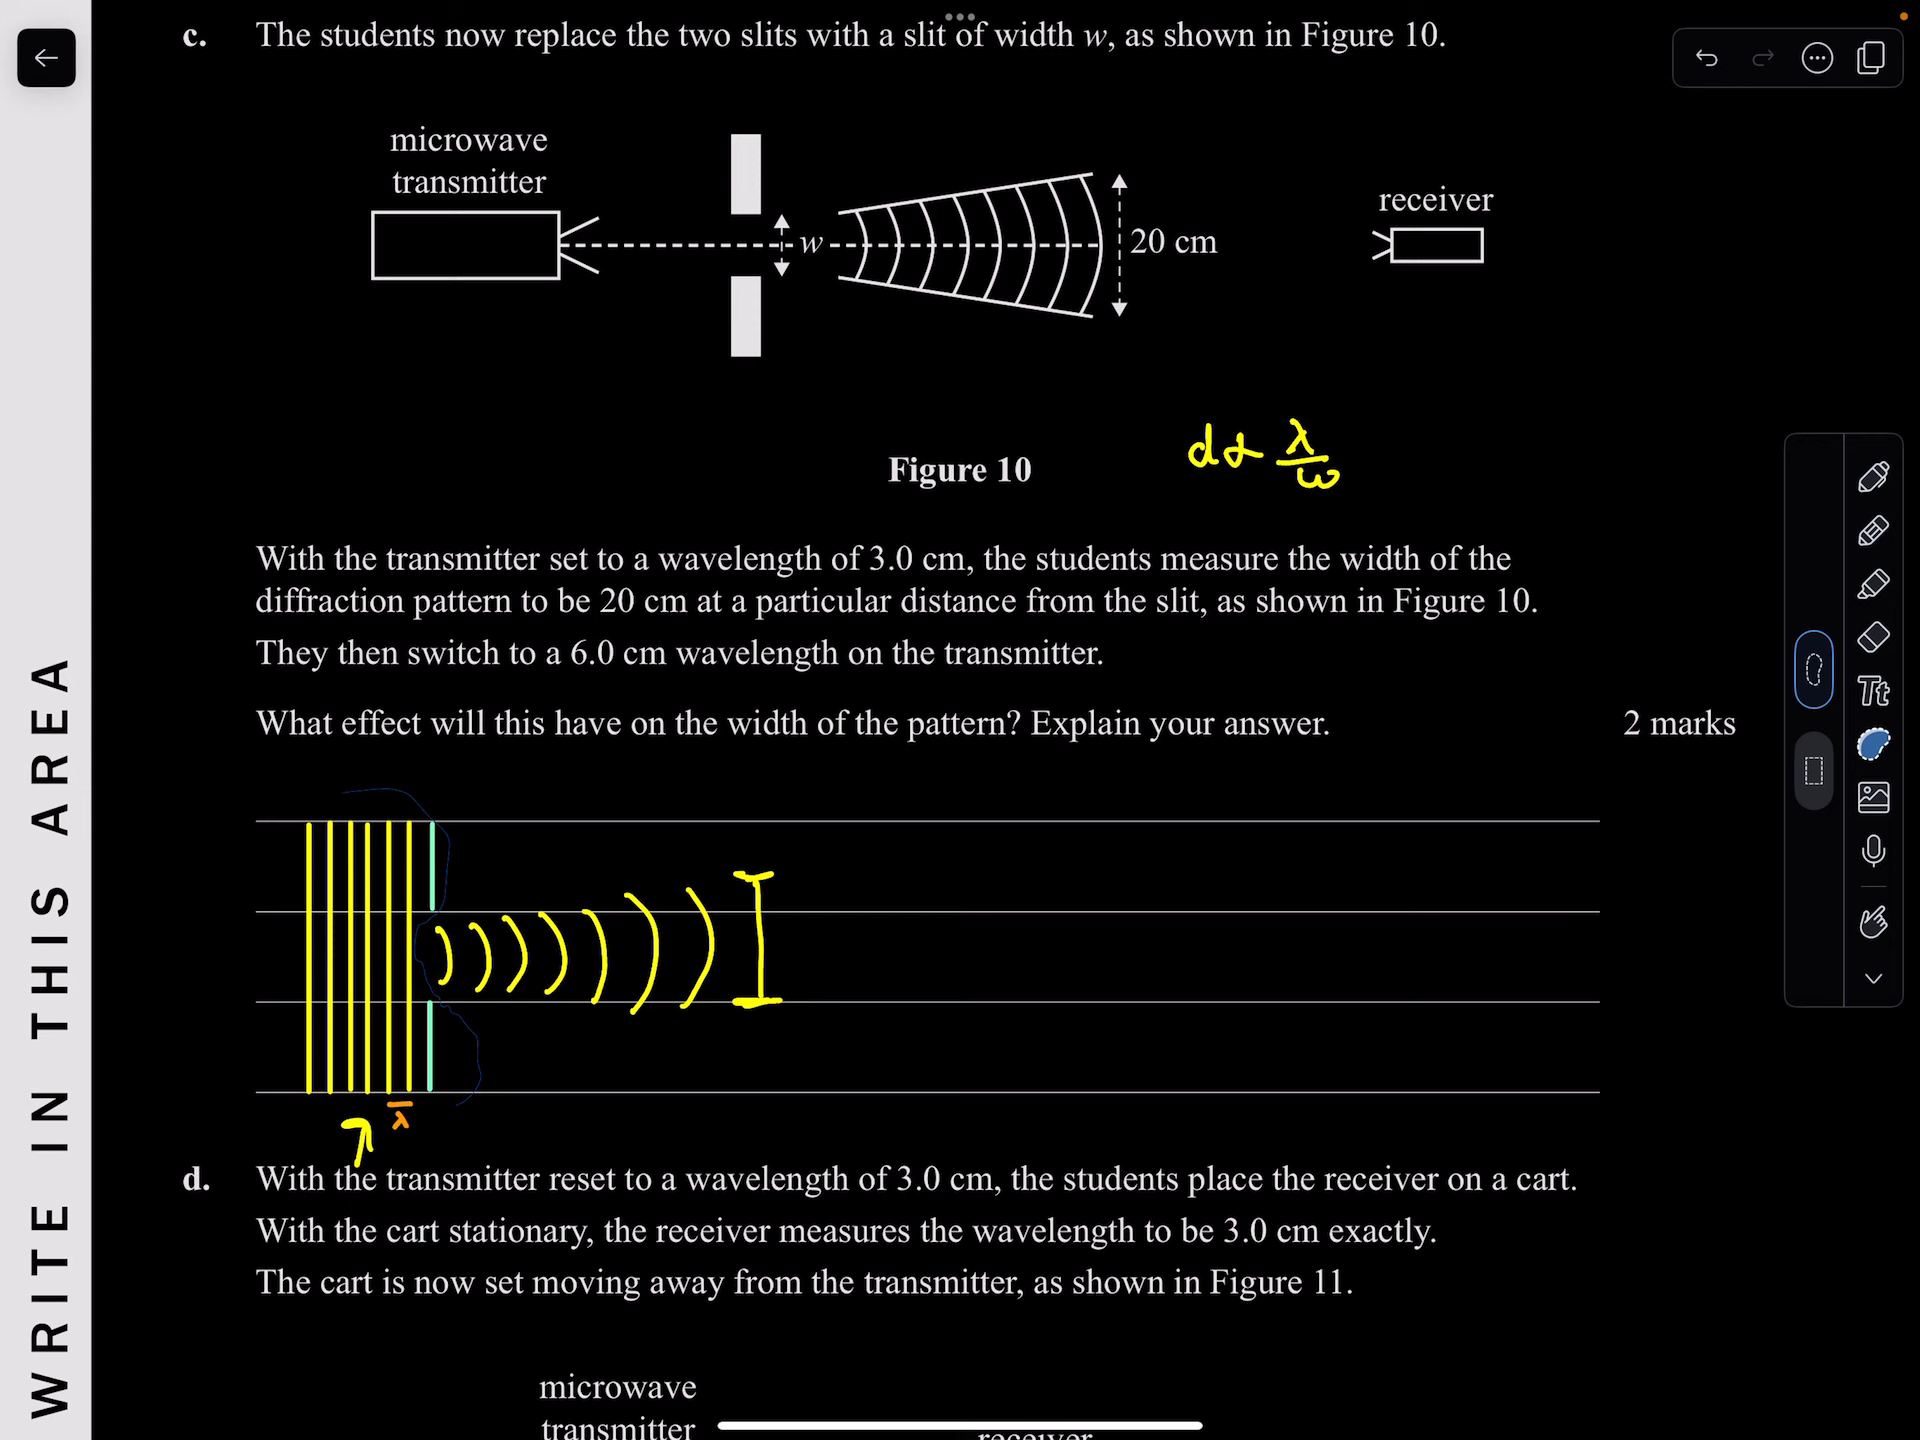 c. The students now replace the two slits with a slit of width w, as shown in Figure 10.
microwave
transmitter
receiver
w
20 cm
d α λ/w
Figure 10
With the transmitter set to a wavelength of 3.0 cm, the students measure the width of the
diffraction pattern to be 20 cm at a particular distance from the slit, as shown in Figure 10.
They then switch to a 6.0 cm wavelength on the transmitter.
What effect will this have on the width of the pattern? Explain your answer. 2 marks
λ
d. With the transmitter reset to a wavelength of 3.0 cm, the students place the receiver on a cart.
With the cart stationary, the receiver measures the wavelength to be 3.0 cm exactly.
The cart is now set moving away from the transmitter, as shown in Figure 11.
microwave
transmitter
receiver
WRITE IN THIS AREA
Tt